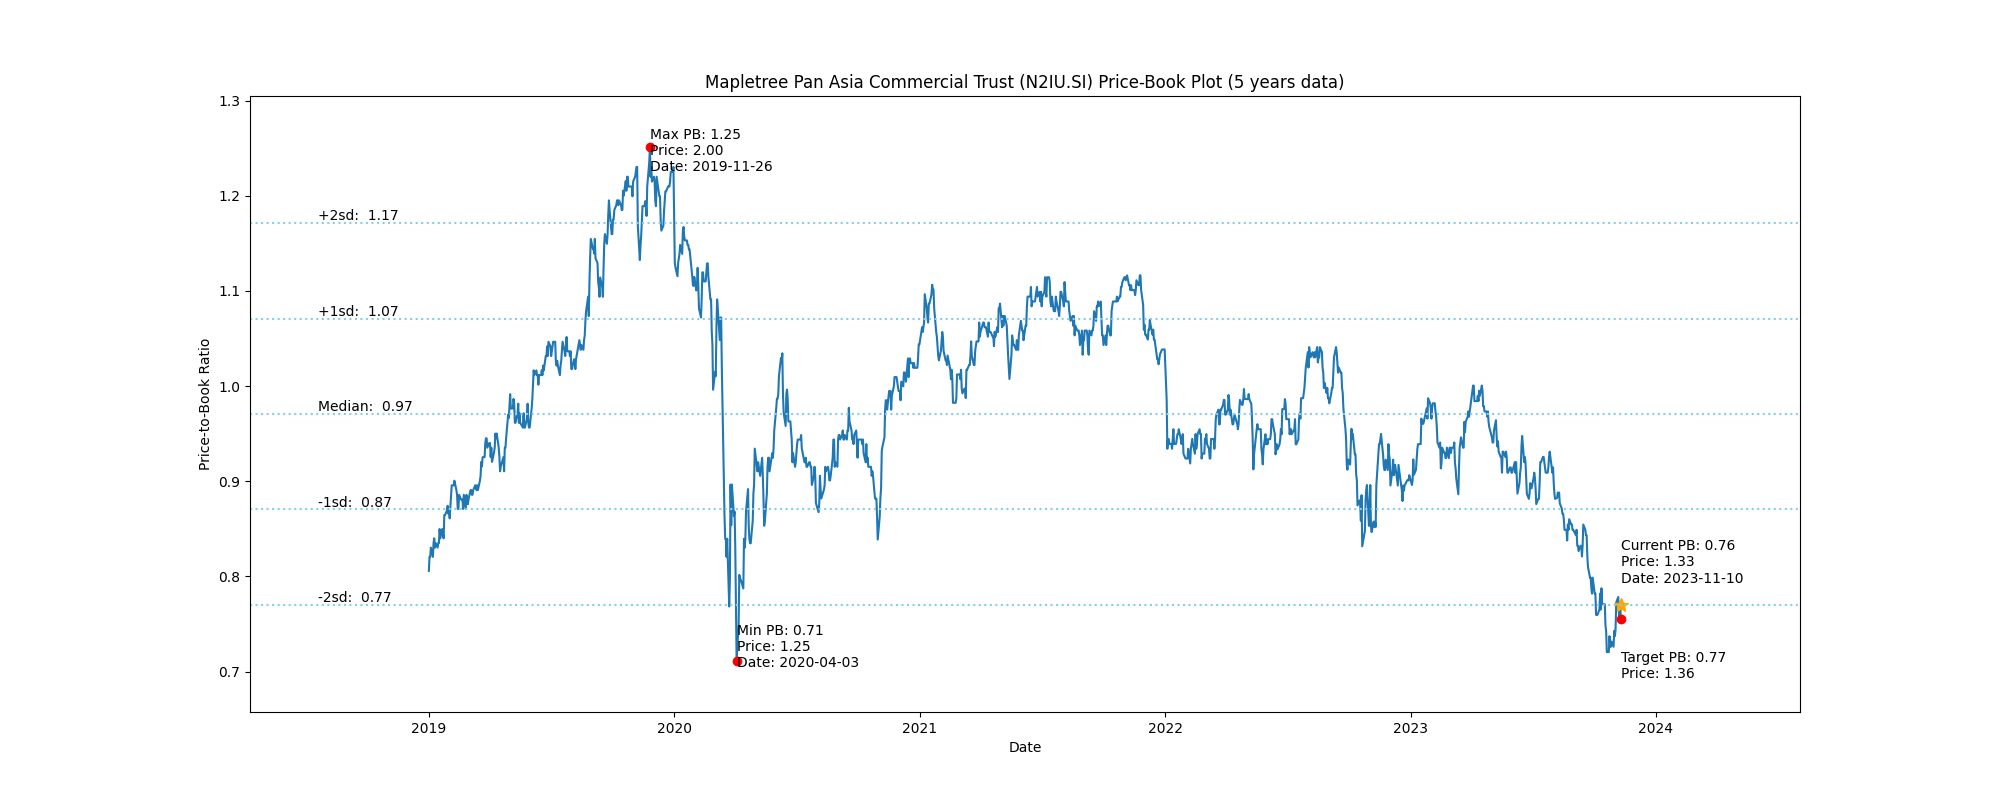 Mapletree Pan Asia Commercial Trust (N2IU.SI) Price-Book Plot (5 years data)
Price-to-Book Ratio
1.3
1.2
1.1
1.0
0.9
0.8
0.7
Max PB: 1.25
Price: 2.00
Date: 2019-11-26
+2sd:  1.17
+1sd:  1.07
Median:  0.97
-1sd:  0.87
-2sd:  0.77
Current PB: 0.76
Price: 1.33
Date: 2023-11-10
Min PB: 0.71
Price: 1.25
Date: 2020-04-03
Target PB: 0.77
Price: 1.36
2019
2020
2021
2022
2023
2024
Date